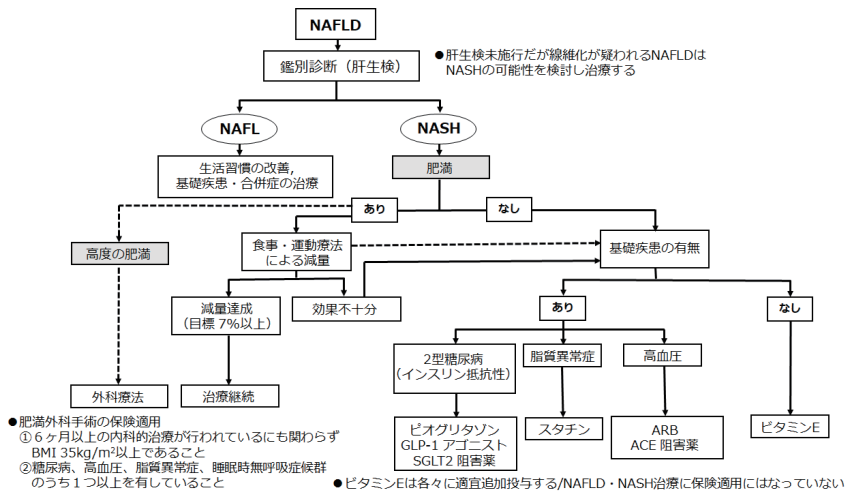 NAFLD
鑑別診断（肝生検）
●肝生検未施行だが線維化が疑われるNAFLDは
NASHの可能性を検討し治療する
NAFL
NASH
生活習慣の改善,
基礎疾患・合併症の治療
肥満
あり
なし
高度の肥満
食事・運動療法
による減量
基礎疾患の有無
減量達成
（目標 7%以上）
効果不十分
あり
なし
2型糖尿病
（インスリン抵抗性）
脂質異常症
高血圧
外科療法
治療継続
ピオグリタゾン
GLP-1 アゴニスト
SGLT2 阻害薬
スタチン
ARB
ACE 阻害薬
ビタミンE
●肥満外科手術の保険適用
①６ヶ月以上の内科的治療が行われているにも関わらず
BMI 35kg/m²以上であること
②糖尿病、高血圧、脂質異常症、睡眠時無呼吸症候群
のうち１つ以上を有していること
●ビタミンEは各々に適宜追加投与する/NAFLD・NASH治療に保険適用にはなっていない